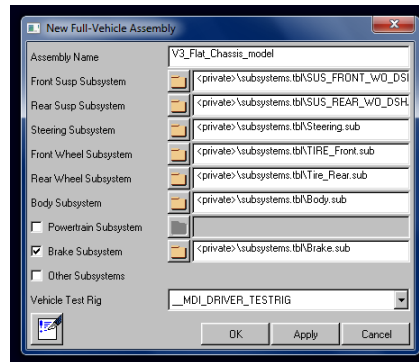 New Full-Vehicle Assembly
Assembly Name V3_Flat_Chassis_model
Front Susp Subsystem <private>\subsystems.tbl\SUS_FRONT_WO_DSI
Rear Susp Subsystem <private>\subsystems.tbl\SUS_REAR_WO_DSH
Steering Subsystem <private>\subsystems.tbl\Steering.sub
Front Wheel Subsystem <private>\subsystems.tbl\TIRE_Front.sub
Rear Wheel Subsystem <private>\subsystems.tbl\Tire_Rear.sub
Body Subsystem <private>\subsystems.tbl\Body.sub
Powertrain Subsystem
Brake Subsystem <private>\subsystems.tbl\Brake.sub
Other Subsystems
Vehicle Test Rig __MDI_DRIVER_TESTRIG
OK Apply Cancel